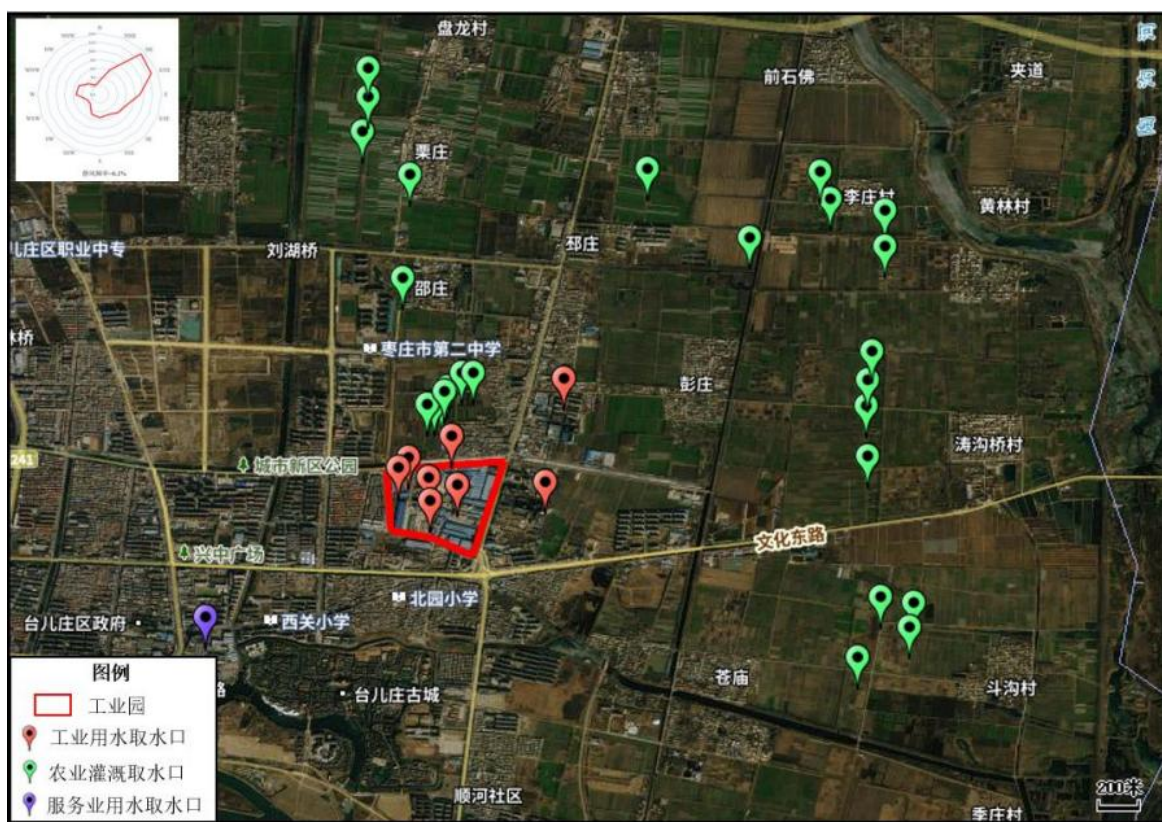 盘龙村
前石佛
夹道
栗庄
李庄村
黄林村
儿庄区职业中专
刘湖桥
邳庄
邵庄
林桥
枣庄市第二中学
彭庄
涛沟桥村
241
城市新区公园
文化东路
兴中广场
北园小学
台儿庄区政府
西关小学
苍庙
斗沟村
台儿庄古城
路
顺河社区
季庄村
200米
图例
工业园
工业用水取水口
农业灌溉取水口
服务业用水取水口